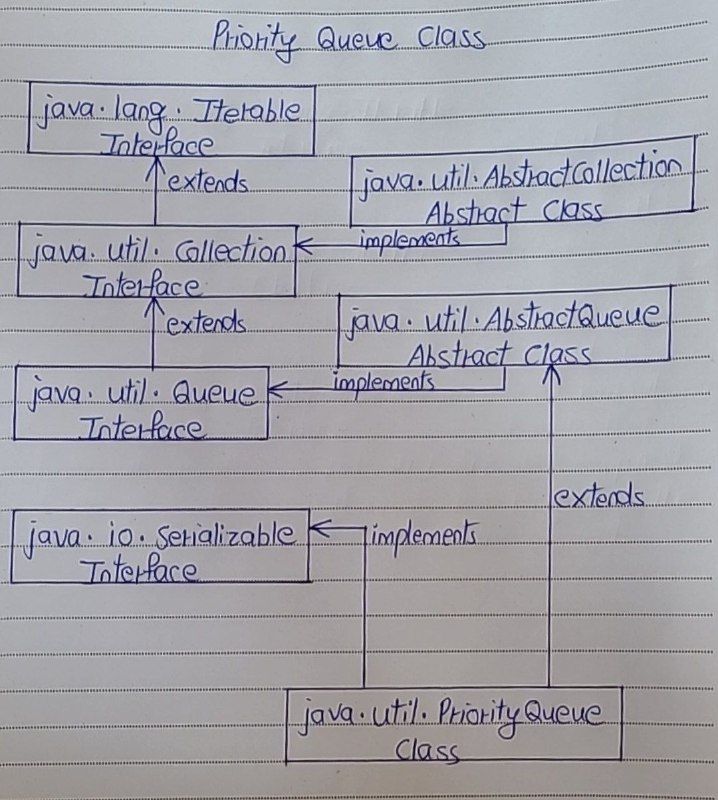 Priority Queue Class
java.lang.Iterable
Interface
extends
java.util.AbstractCollection
Abstract Class
java.util.Collection
Interface
implements
extends
java.util.AbstractQueue
Abstract Class
java.util.Queue
Interface
implements
extends
java.io.Serializable
Interface
implements
java.util.PriorityQueue
Class